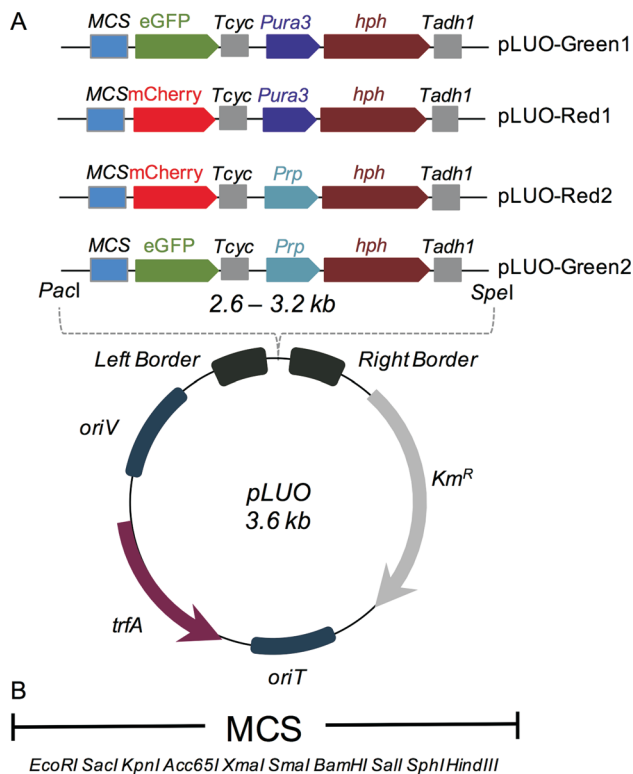 A
MCS eGFP Tcyc Pura3 hph Tadh1
pLUO-Green1
MCS mCherry Tcyc Pura3 hph Tadh1
pLUO-Red1
MCS mCherry Tcyc Prp hph Tadh1
pLUO-Red2
MCS eGFP Tcyc Prp hph Tadh1
pLUO-Green2
PacI
2.6 – 3.2 kb
SpeI
Left Border
Right Border
oriV
KmR
pLUO
3.6 kb
trfA
oriT
B
MCS
EcoRI SacI KpnI Acc65I XmaI SmaI BamHI SalI SphI HindIII